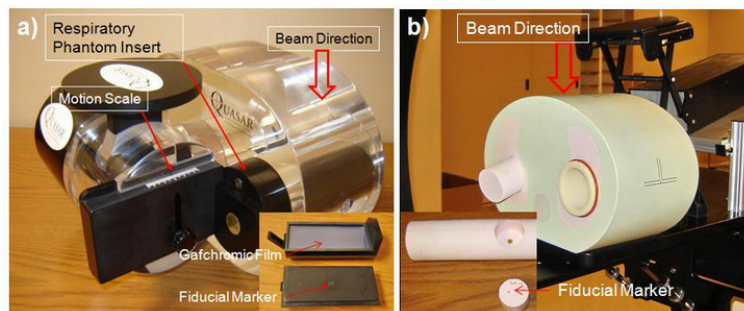 a)
Respiratory
Phantom Insert
Beam Direction
Motion Scale
QUASAR
Gafchromic Film
Fiducial Marker
b)
Beam Direction
Fiducial Marker